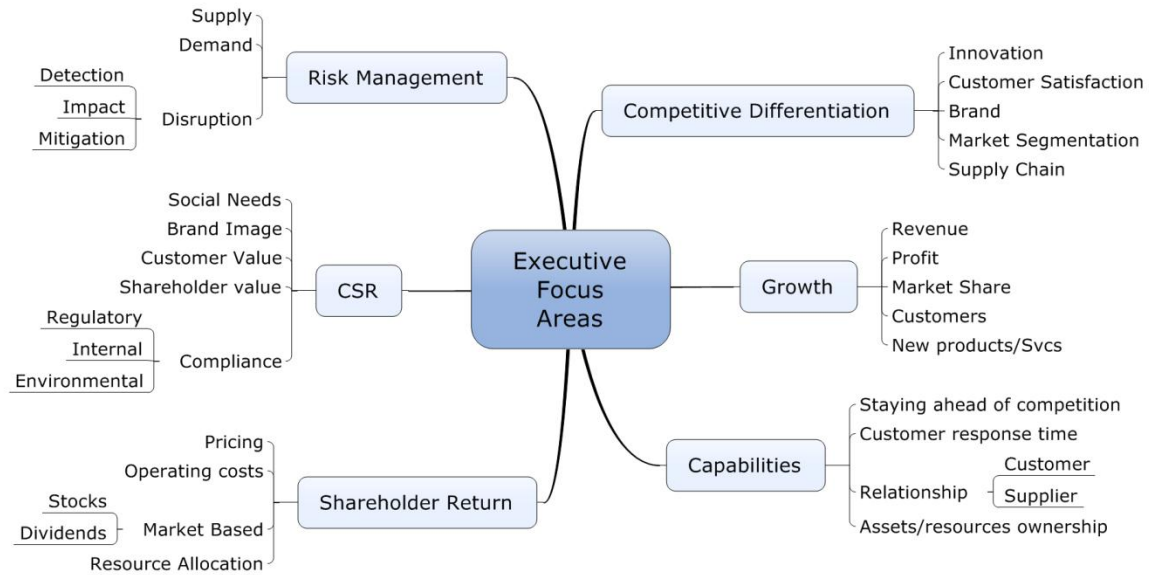 Executive
Focus
Areas
Risk Management
Supply
Demand
Disruption
Detection
Impact
Mitigation
CSR
Social Needs
Brand Image
Customer Value
Shareholder value
Compliance
Regulatory
Internal
Environmental
Shareholder Return
Pricing
Operating costs
Market Based
Stocks
Dividends
Resource Allocation
Competitive Differentiation
Innovation
Customer Satisfaction
Brand
Market Segmentation
Supply Chain
Growth
Revenue
Profit
Market Share
Customers
New products/Svcs
Capabilities
Staying ahead of competition
Customer response time
Relationship
Customer
Supplier
Assets/resources ownership